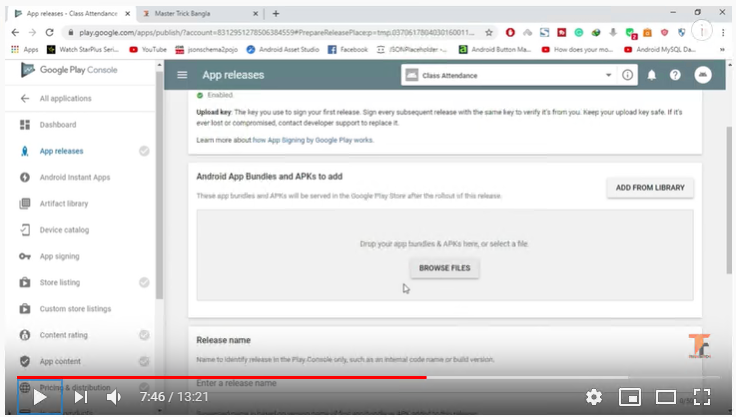 App releases - Class Attendance
Master Trick Bangla
play.google.com/apps/publish/?account=8312951278506384559#PrepareReleasePlace:p=tmp.03706178040301600011...
Apps
Watch StarPlus Seri...
YouTube
jsonschema2pojo
Android Asset Studio
Facebook
JSONPlaceholder -...
Android Button Ma...
How does your mo...
Android MySQL Da...
Google Play Console
App releases
Class Attendance
All applications
Dashboard
App releases
Android Instant Apps
Artifact library
Device catalog
App signing
Store listing
Custom store listings
Content rating
App content
Pricing & distribution
Enabled.
Upload key: The key you use to sign your first release. Sign every subsequent release with the same key to verify it's from you. Keep your upload key safe. If it's
ever lost or compromised, contact developer support to replace it.
Learn more about how App Signing by Google Play works.
Android App Bundles and APKs to add
These app bundles and APKs will be served in the Google Play Store after the rollout of this release.
ADD FROM LIBRARY
Drop your app bundles & APKs here, or select a file.
BROWSE FILES
Release name
Name to identify release in the Play Console only, such as an internal code name or build version.
Enter a release name
7:46 / 13:21